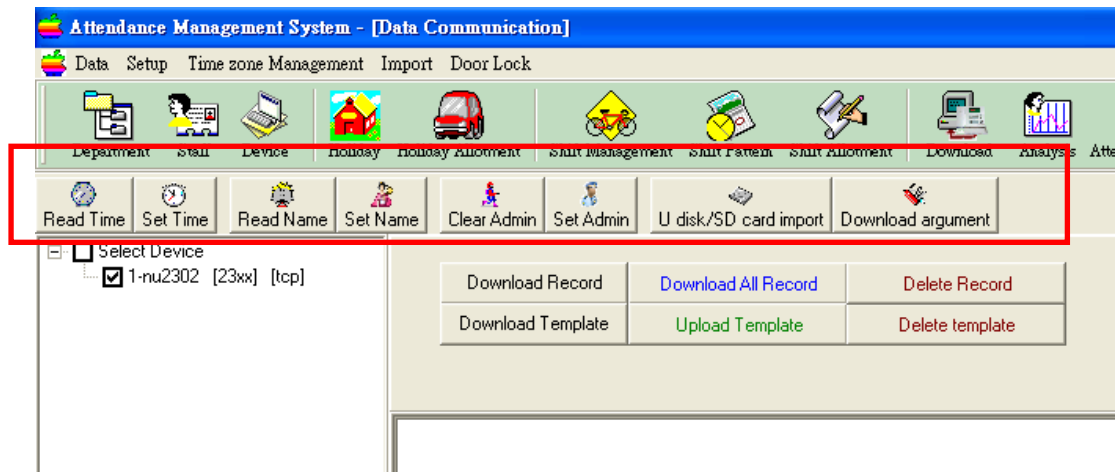 Attendance Management System - [Data Communication]
Data Setup Time zone Management Import Door Lock
Department Staff Device Holiday Holiday Allotment Shift Management Shift Pattern Shift Allotment Download Analysis Atte
Read Time Set Time Read Name Set Name Clear Admin Set Admin U disk/SD card import Download argument
Select Device
1-nu2302 [23xx] [tcp]
Download Record Download All Record Delete Record
Download Template Upload Template Delete template